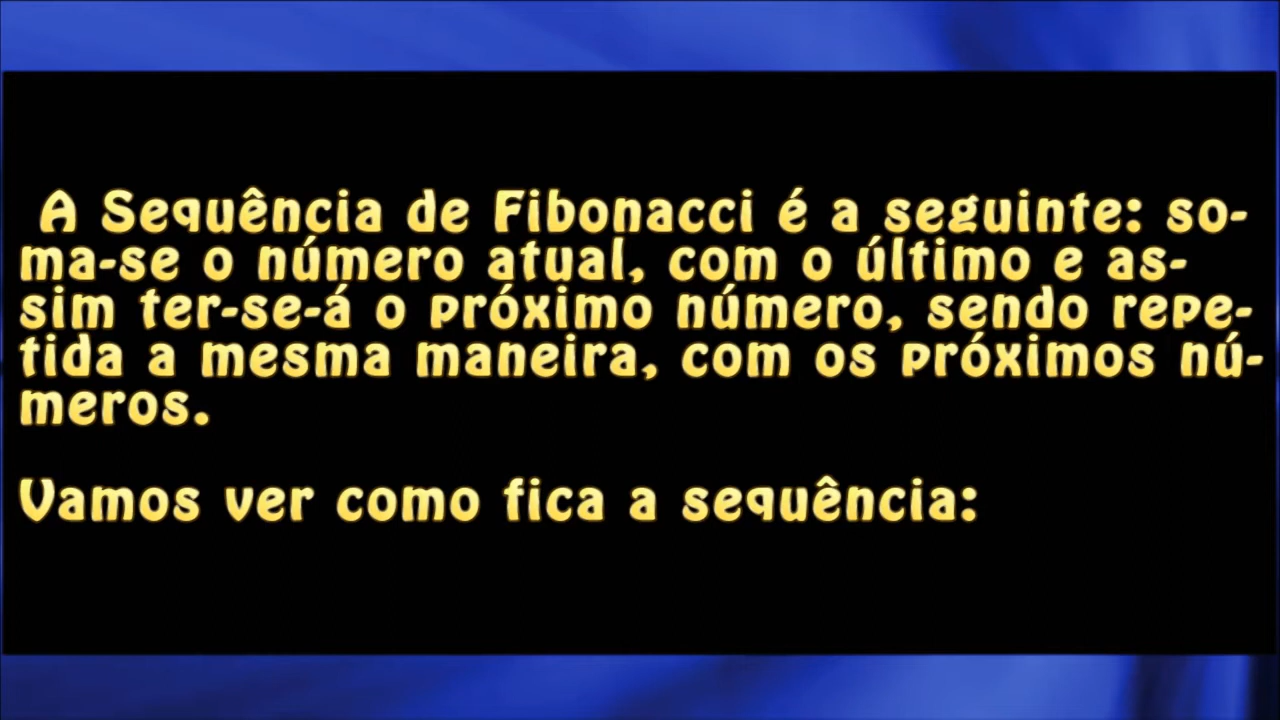 A Sequência de Fibonacci é a seguinte: so-
ma-se o número atual, com o último e as-
sim ter-se-á o próximo número, sendo repe-
tida a mesma maneira, com os próximos nú-
meros.
Vamos ver como fica a sequência: